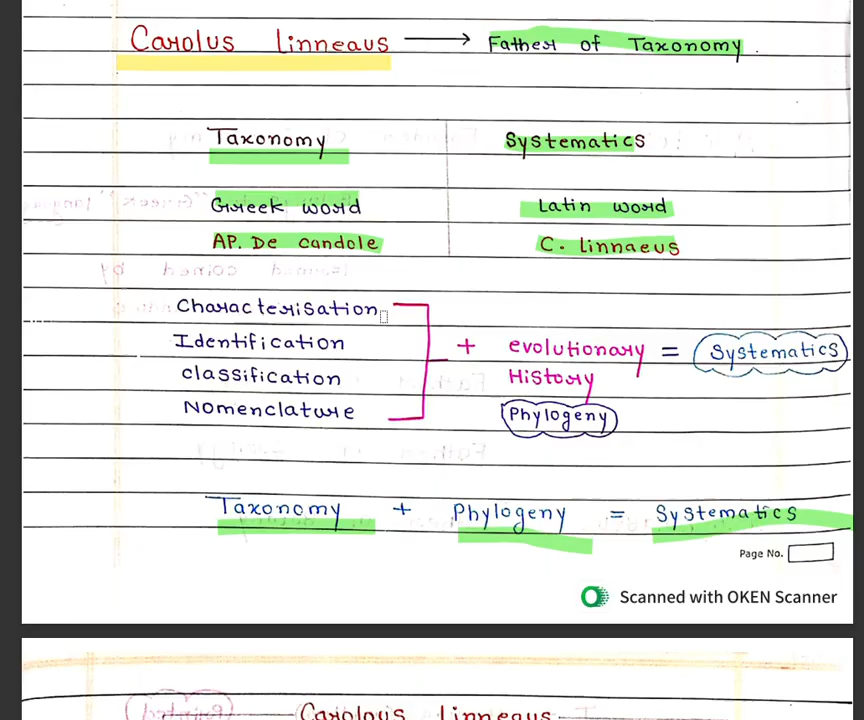 Carolus linneaus → Father of Taxonomy.
Taxonomy Systematics
Greek word Latin word
AP. De candole C. linnaeus
Characterisation
Identification + evolutionary = Systematics
classification History
Nomenclature Phylogeny
Taxonomy + Phylogeny = Systematics
Page No.
Scanned with OKEN Scanner
Carolous linneaus